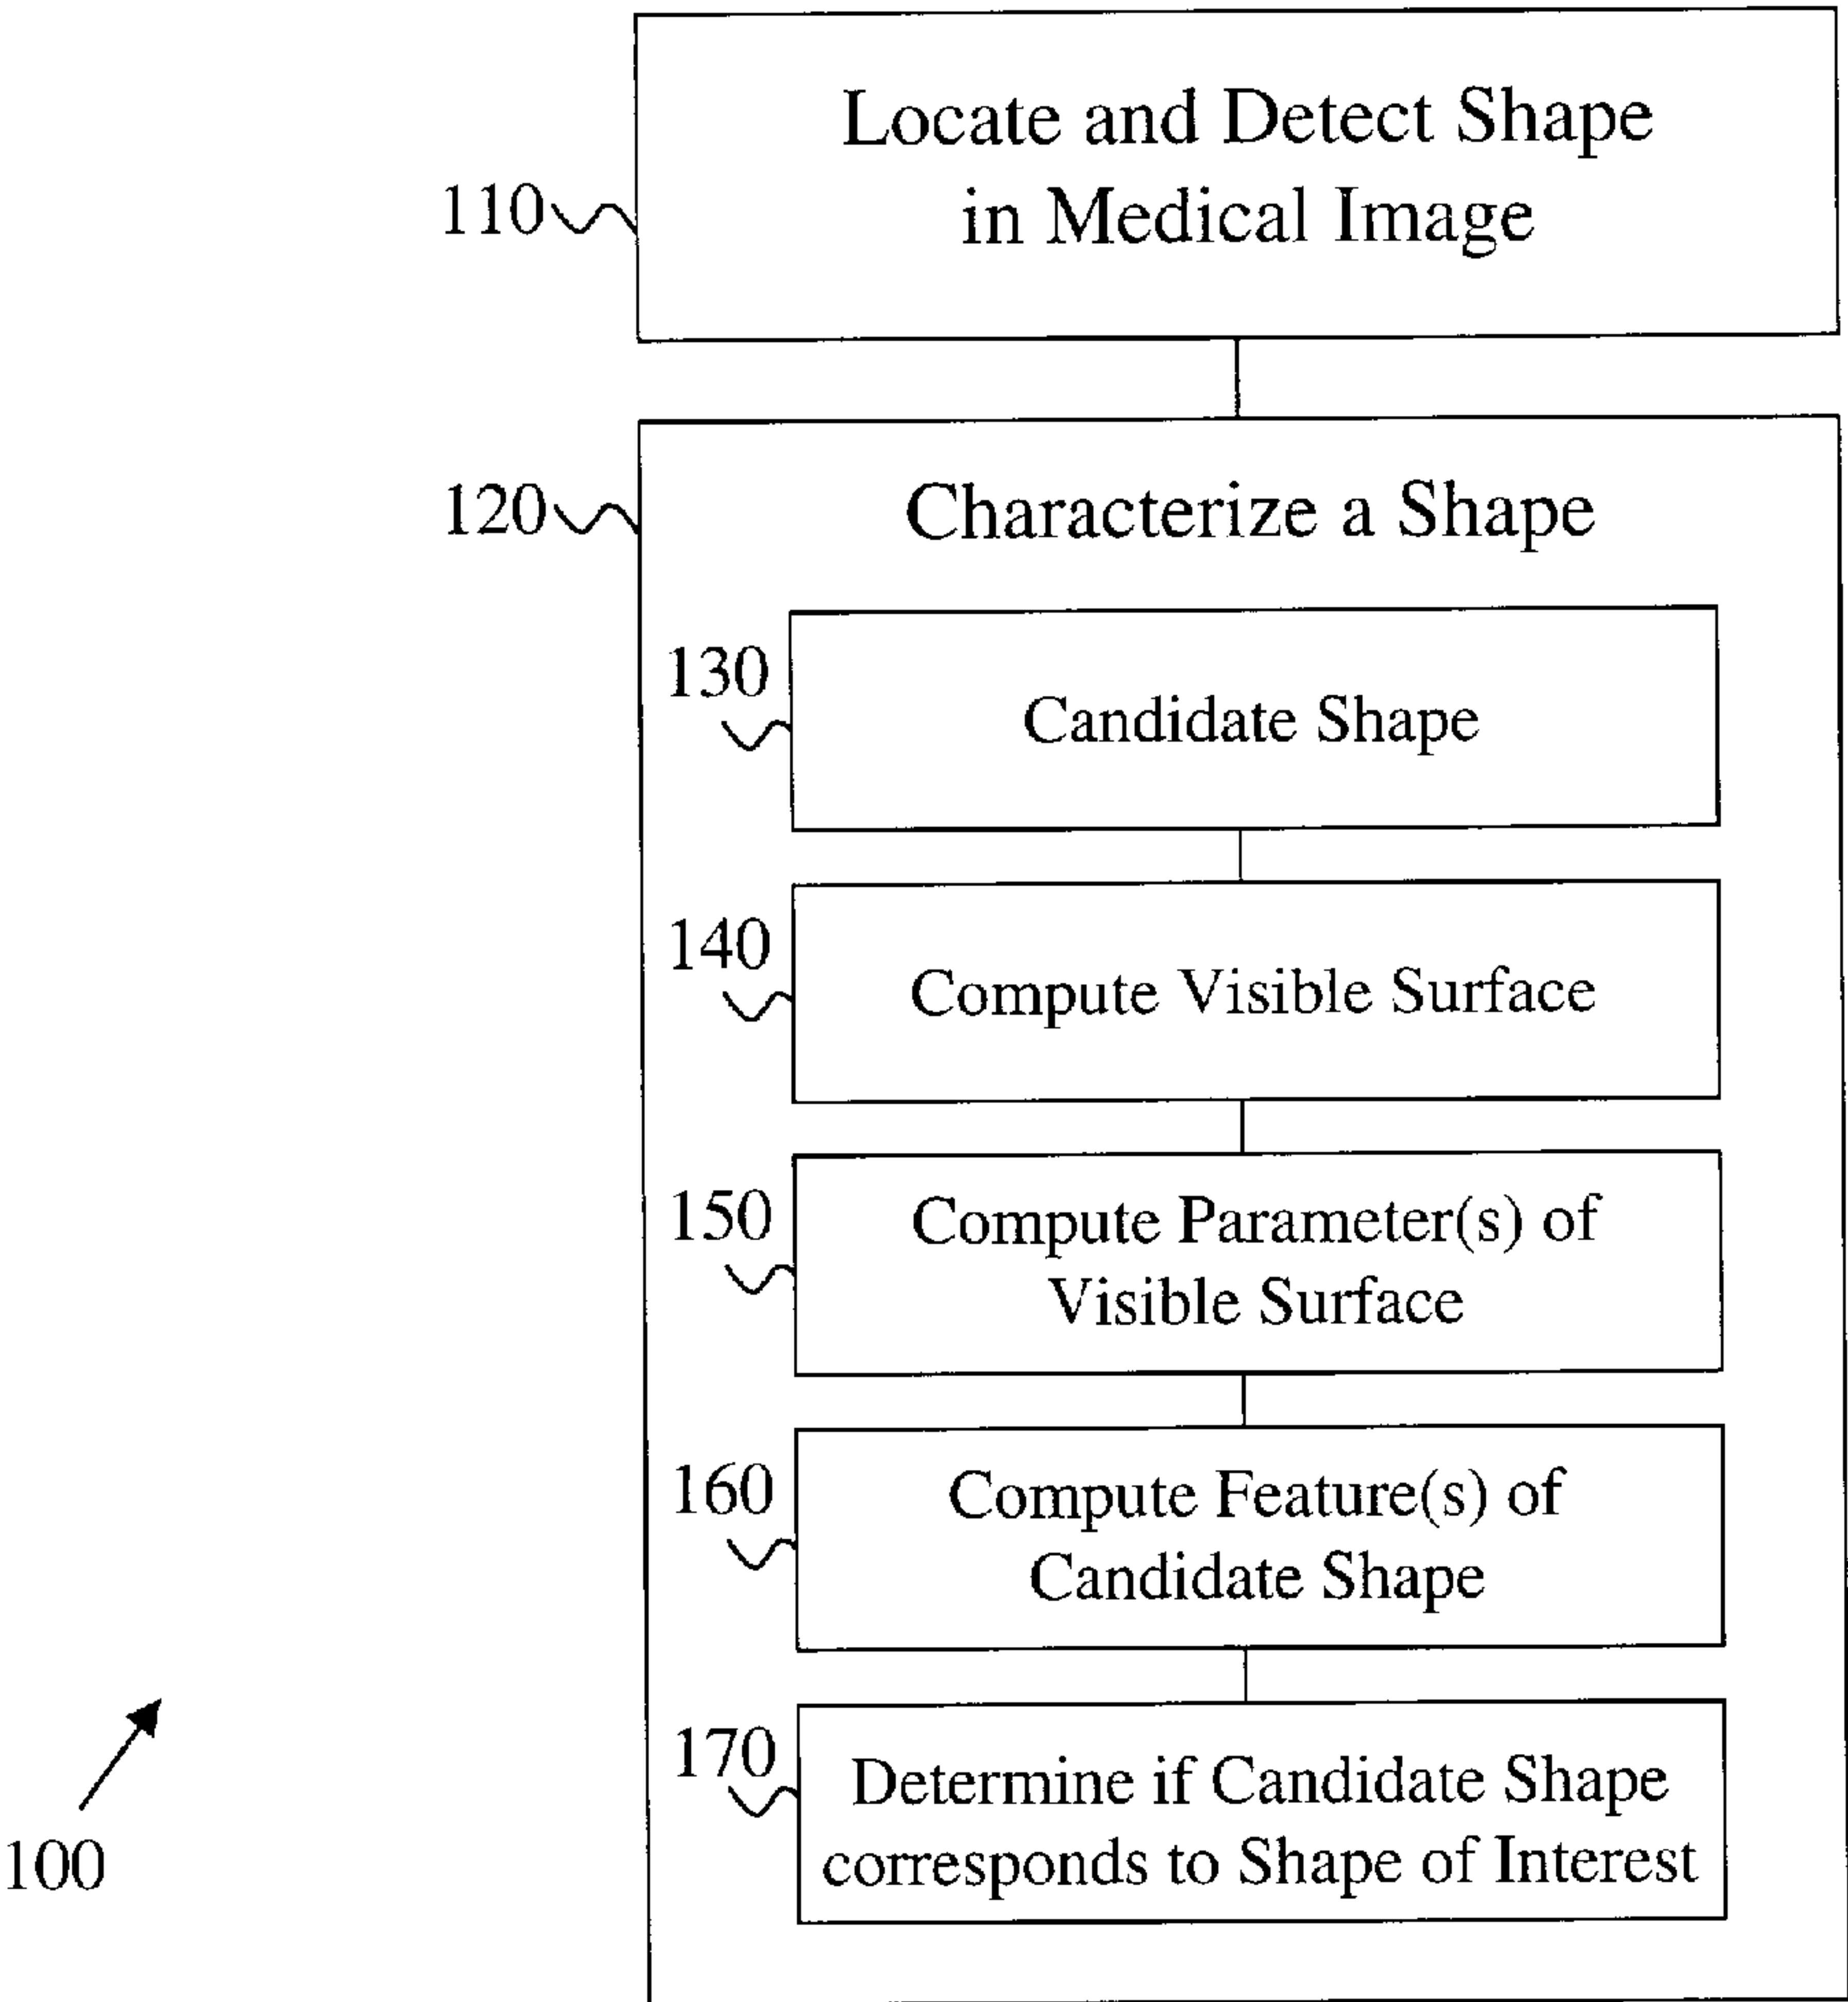 Locate and Detect Shape
in Medical Image
110
120
Characterize a Shape
130
Candidate Shape
140
Compute Visible Surface
150
Compute Parameter(s) of
Visible Surface
160
Compute Feature(s) of
Candidate Shape
170
Determine if Candidate Shape
corresponds to Shape of Interest
100